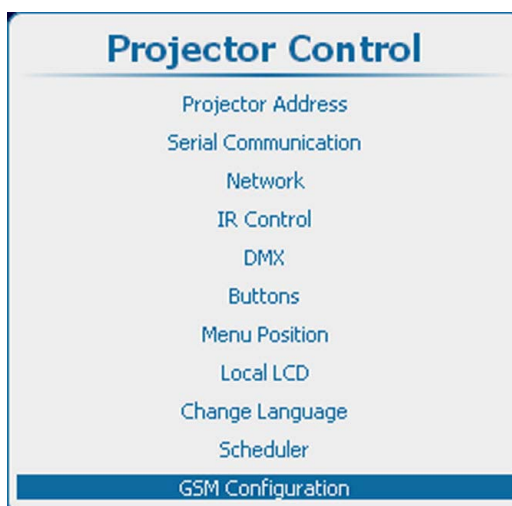 Projector Control
Projector Address
Serial Communication
Network
IR Control
DMX
Buttons
Menu Position
Local LCD
Change Language
Scheduler
GSM Configuration